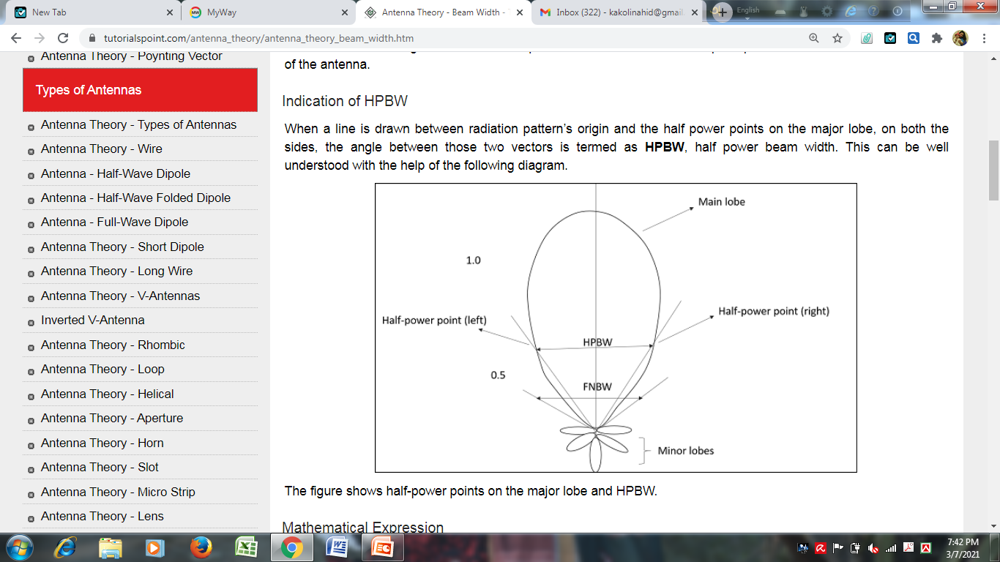 New Tab
MyWay
Antenna Theory - Beam Width -
Inbox (322) - kakolinahid@gmail
English
tutorialspoint.com/antenna_theory/antenna_theory_beam_width.htm
Antenna Theory - Poynting Vector
Types of Antennas
Antenna Theory - Types of Antennas
Antenna Theory - Wire
Antenna - Half-Wave Dipole
Antenna - Half-Wave Folded Dipole
Antenna - Full-Wave Dipole
Antenna Theory - Short Dipole
Antenna Theory - Long Wire
Antenna Theory - V-Antennas
Inverted V-Antenna
Antenna Theory - Rhombic
Antenna Theory - Loop
Antenna Theory - Helical
Antenna Theory - Aperture
Antenna Theory - Horn
Antenna Theory - Slot
Antenna Theory - Micro Strip
Antenna Theory - Lens
of the antenna.
Indication of HPBW
When a line is drawn between radiation pattern’s origin and the half power points on the major lobe, on both the
sides, the angle between those two vectors is termed as HPBW, half power beam width. This can be well
understood with the help of the following diagram.
Main lobe
1.0
Half-power point (left)
Half-power point (right)
HPBW
0.5
FNBW
Minor lobes
The figure shows half-power points on the major lobe and HPBW.
Mathematical Expression
7:42 PM
3/7/2021